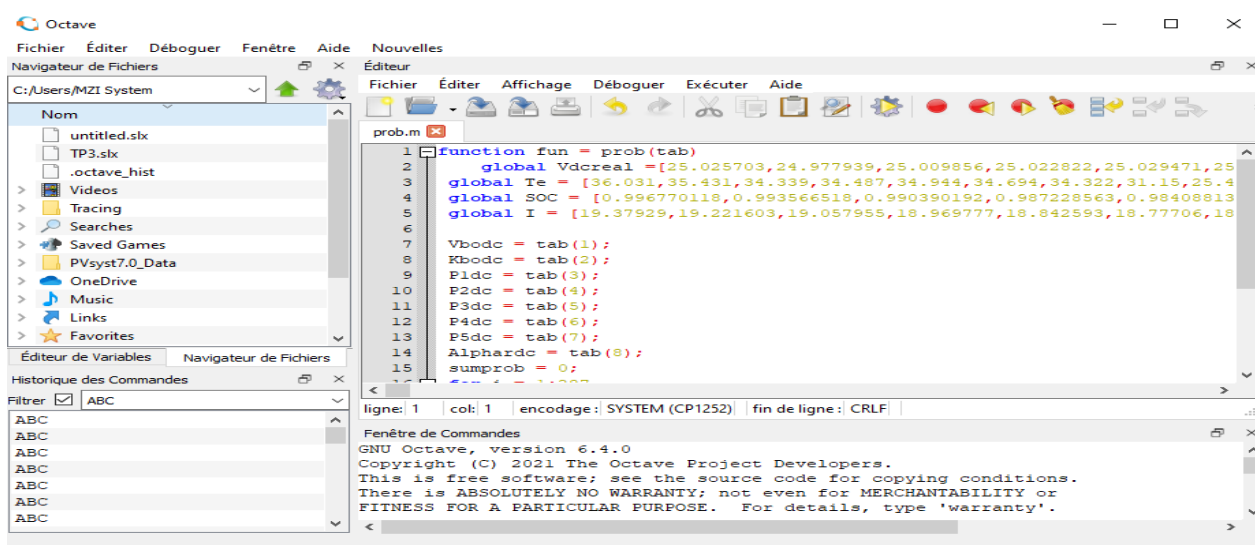 Octave
Fichier Éditer Déboguer Fenêtre Aide Nouvelles
Navigateur de Fichiers
C:/Users/MZI System
Nom
untitled.slx
TP3.slx
.octave_hist
Videos
Tracing
Searches
Saved Games
PVsyst7.0_Data
OneDrive
Music
Links
Favorites
Éditeur de Variables Navigateur de Fichiers
Historique des Commandes
Filtrer ABC
ABC
ABC
ABC
ABC
ABC
ABC
ABC
Éditeur
Fichier Éditer Affichage Déboguer Exécuter Aide
prob.m
1 function fun = prob(tab)
2 global Vdcreal =[25.025703,24.977939,25.009856,25.022822,25.029471,25
3 global Te = [36.031,35.431,34.339,34.487,34.944,34.694,34.322,31.15,25.4
4 global SOC = [0.996770118,0.993566518,0.990390192,0.987228563,0.98408813
5 global I = [19.37929,19.221603,19.057955,18.969777,18.842593,18.77706,18
6
7 Vbodc = tab(1);
8 Kbodc = tab(2);
9 P1dc = tab(3);
10 P2dc = tab(4);
11 P3dc = tab(5);
12 P4dc = tab(6);
13 P5dc = tab(7);
14 Alphardc = tab(8);
15 sumprob = 0;
ligne: 1 col: 1 encodage : SYSTEM (CP1252) fin de ligne : CRLF
Fenêtre de Commandes
GNU Octave, version 6.4.0
Copyright (C) 2021 The Octave Project Developers.
This is free software; see the source code for copying conditions.
There is ABSOLUTELY NO WARRANTY; not even for MERCHANTABILITY or
FITNESS FOR A PARTICULAR PURPOSE. For details, type 'warranty'.